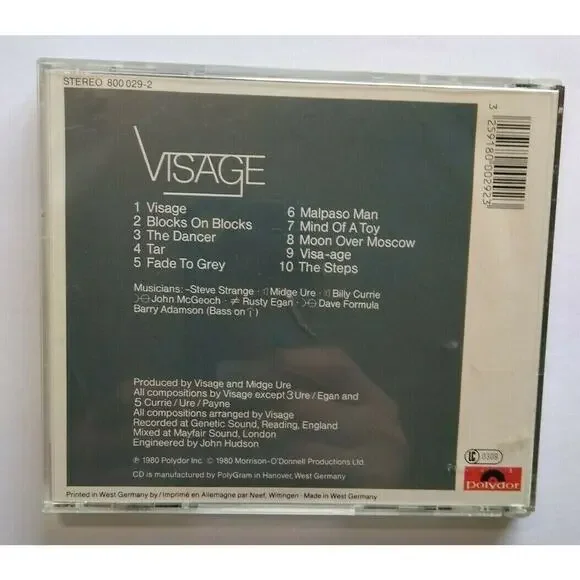 STEREO 800 029-2
3 259180 002923
VISAGE
1 Visage
2 Blocks On Blocks
3 The Dancer
4 Tar
5 Fade To Grey
6 Malpaso Man
7 Mind Of A Toy
8 Moon Over Moscow
9 Visa-age
10 The Steps
Musicians: –Steve Strange · Midge Ure · Billy Currie
John McGeoch · Rusty Egan · Dave Formula
Barry Adamson (Bass on )
Produced by Visage and Midge Ure
All compositions by Visage except 3 Ure/Egan and
5 Currie/Ure/Payne
All compositions arranged by Visage
Recorded at Genetic Sound, Reading, England
Mixed at Mayfair Sound, London
Engineered by John Hudson
℗ 1980 Polydor Inc. © 1980 Morrison-O'Donnell Productions Ltd.
CD is manufactured by PolyGram in Hanover, West Germany
LC 0309
polydor
Printed in West Germany by/Imprimé en Allemagne par Neef, Wittingen · Made in West Germany